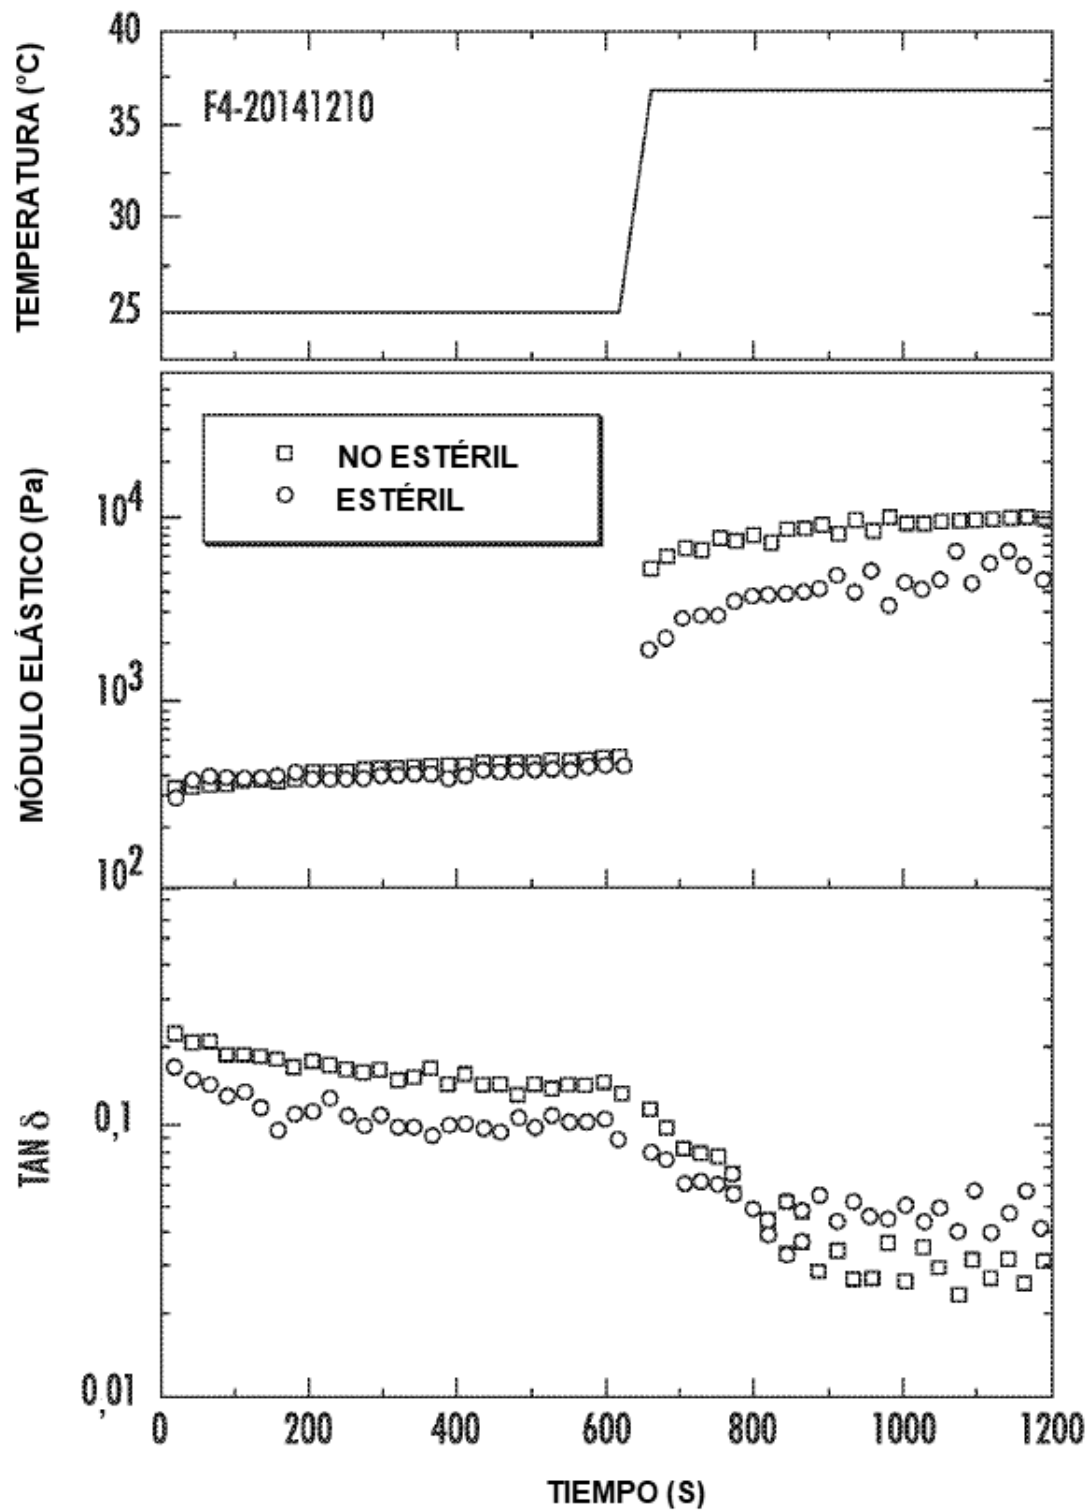 TEMPERATURA (°C)
40
35
30
25
F4-20141210
MÓDULO ELÁSTICO (Pa)
10⁴
10³
10²
NO ESTÉRIL
ESTÉRIL
TAN δ
0,1
0,01
0
200
400
600
800
1000
1200
TIEMPO (S)